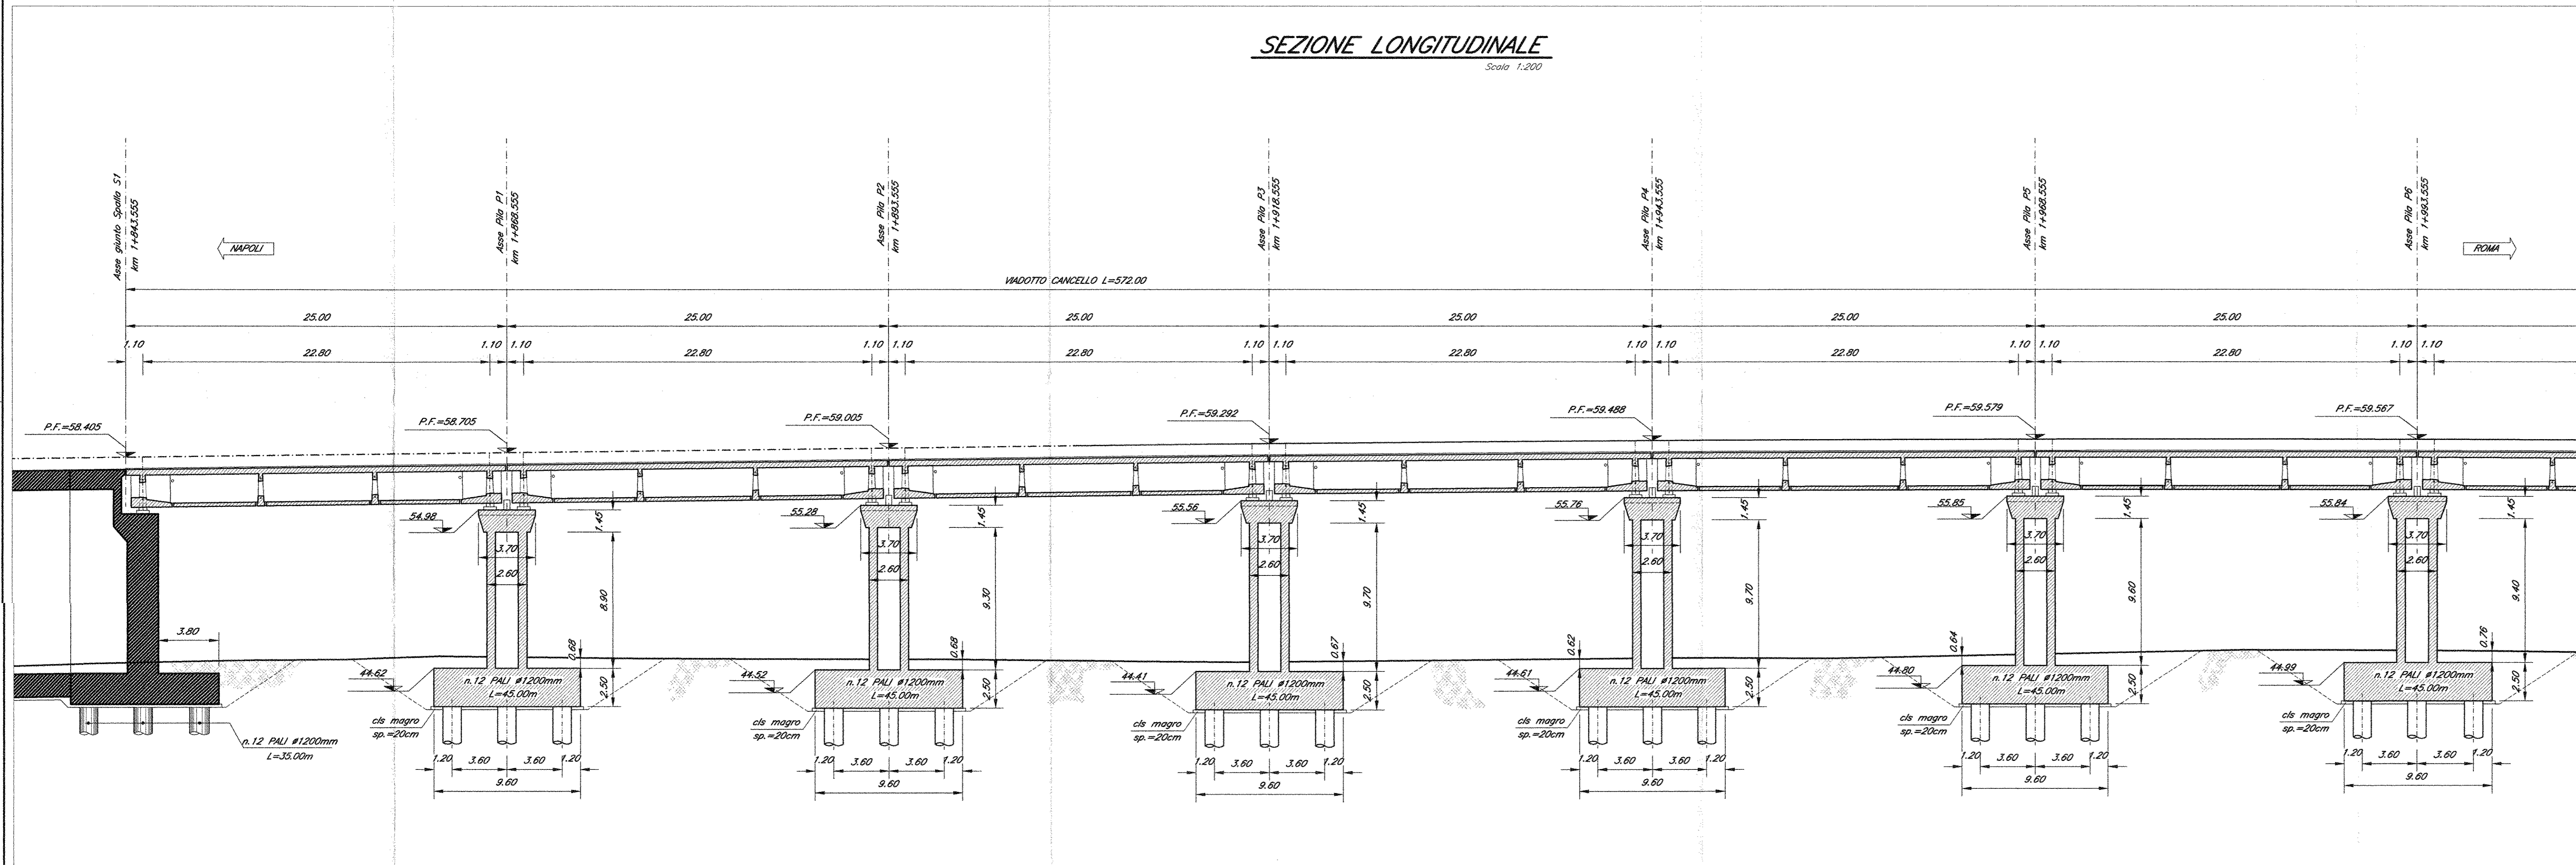 SEZIONE LONGITUDINALE
Scala 1:200
Asse giunto Spalla S1
km 1+843.555
Asse Pila P1
km 1+868.555
Asse Pila P2
km 1+893.555
Asse Pila P3
km 1+918.555
Asse Pila P4
km 1+943.555
Asse Pila P5
km 1+968.555
Asse Pila P6
km 1+993.555
NAPOLI
ROMA
VIADOTTO CANCELLO L=572.00
25.00 25.00 25.00 25.00 25.00 25.00
1.10 22.80 1.10 1.10 22.80 1.10 1.10 22.80 1.10 1.10 22.80 1.10 1.10 22.80 1.10 1.10 22.80 1.10 1.10
P.F.=58.405 P.F.=58.705 P.F.=59.005 P.F.=59.292 P.F.=59.488 P.F.=59.579 P.F.=59.567
54.98 55.28 55.56 55.76 55.85 55.84
1.45 1.45 1.45 1.45 1.45 1.45
3.70 3.70 3.70 3.70 3.70 3.70
2.60 2.60 2.60 2.60 2.60 2.60
8.90 9.30 9.70 9.70 9.60 9.40
3.80
0.68 0.68 0.67 0.62 0.64 0.76
44.62 44.52 44.41 44.61 44.80 44.99
n.12 PALI ø1200mm
L=45.00m
n.12 PALI ø1200mm
L=45.00m
n.12 PALI ø1200mm
L=45.00m
n.12 PALI ø1200mm
L=45.00m
n.12 PALI ø1200mm
L=45.00m
n.12 PALI ø1200mm
L=45.00m
2.50 2.50 2.50 2.50 2.50 2.50
cls magro
sp.=20cm
cls magro
sp.=20cm
cls magro
sp.=20cm
cls magro
sp.=20cm
cls magro
sp.=20cm
cls magro
sp.=20cm
n.12 PALI ø1200mm
L=35.00m
1.20 3.60 3.60 1.20 1.20 3.60 3.60 1.20 1.20 3.60 3.60 1.20 1.20 3.60 3.60 1.20 1.20 3.60 3.60 1.20 1.20 3.60 3.60 1.20
9.60 9.60 9.60 9.60 9.60 9.60